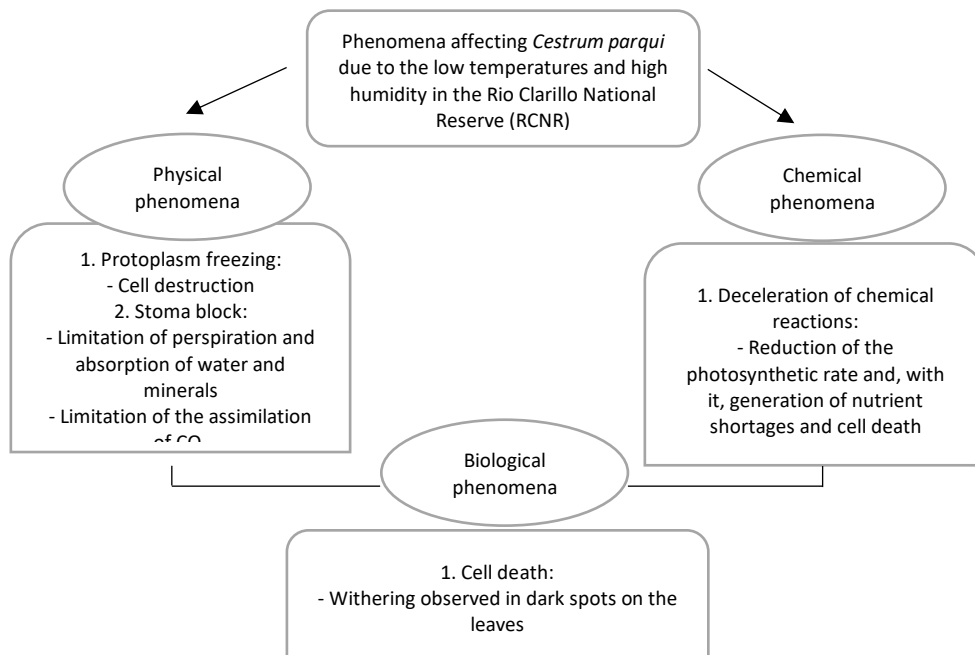 Phenomena affecting Cestrum parqui
due to the low temperatures and high
humidity in the Rio Clarillo National
Reserve (RCNR)
Physical
phenomena
Chemical
phenomena
1. Protoplasm freezing:
- Cell destruction
2. Stoma block:
- Limitation of perspiration and
absorption of water and
minerals
- Limitation of the assimilation
of CO
1. Deceleration of chemical
reactions:
- Reduction of the
photosynthetic rate and, with
it, generation of nutrient
shortages and cell death
Biological
phenomena
1. Cell death:
- Withering observed in dark spots on the
leaves